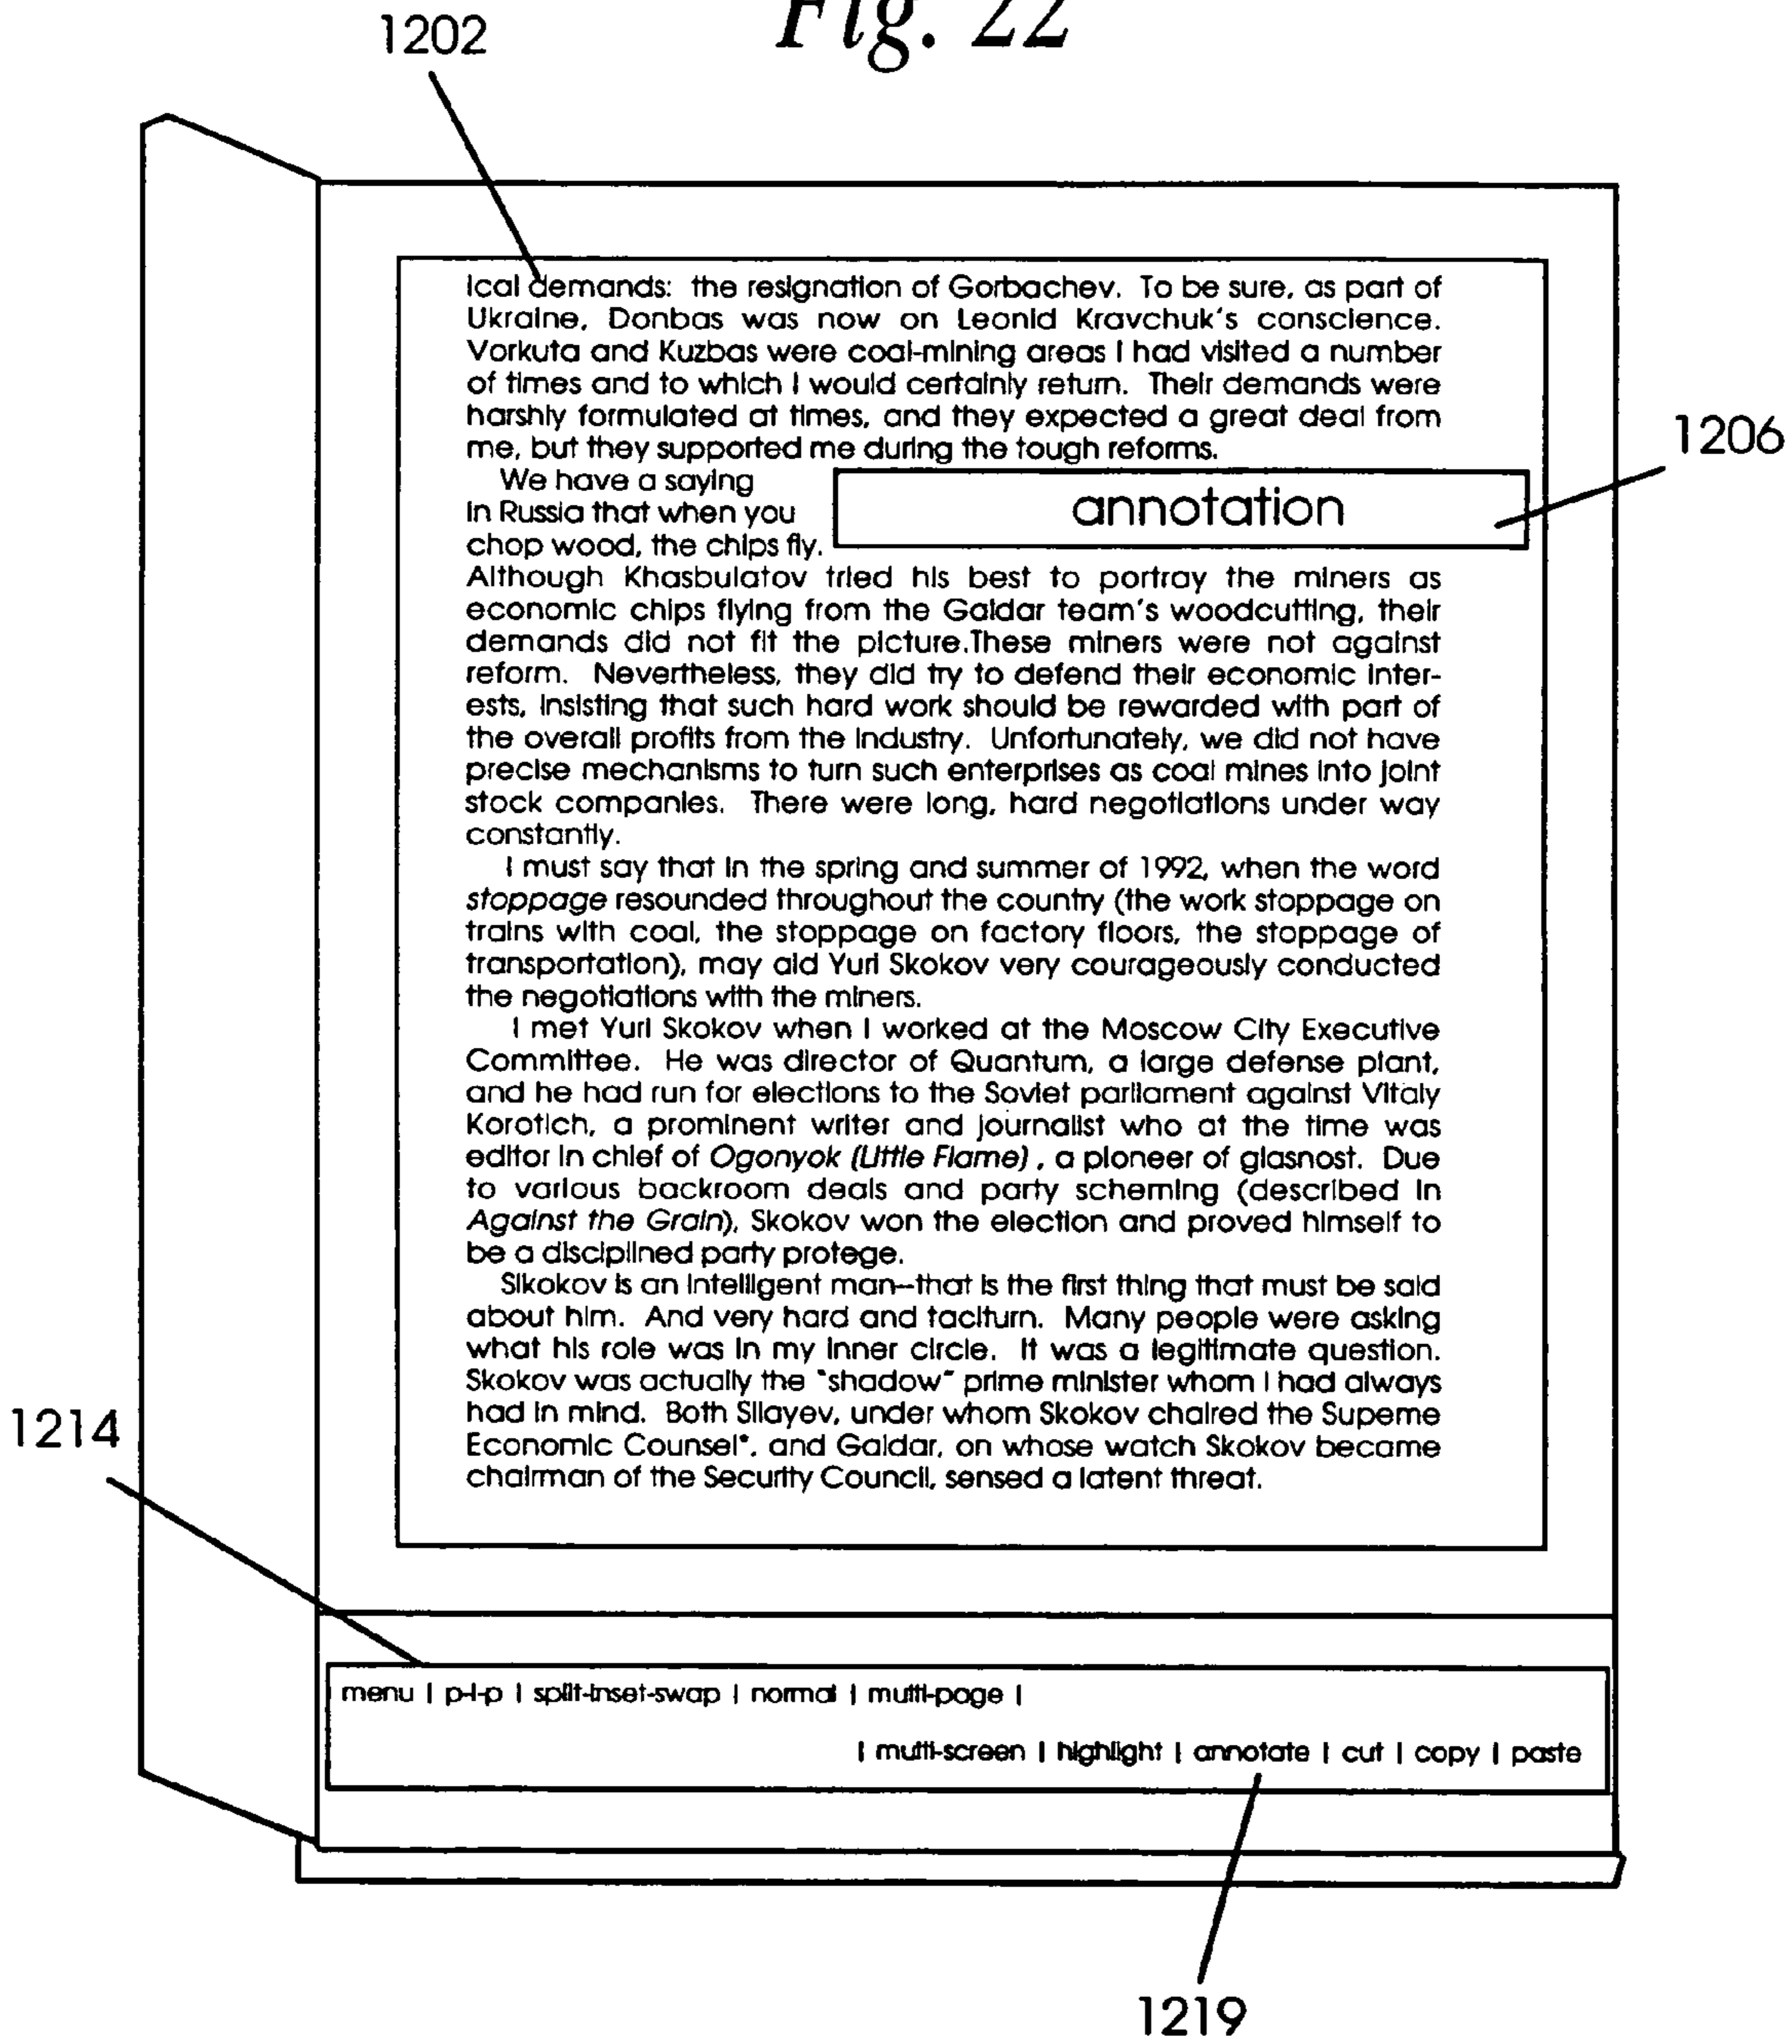 Fig. 22
1202
ical demands: the resignation of Gorbachev. To be sure, as part of
Ukraine, Donbas was now on Leonid Kravchuk's conscience.
Vorkuta and Kuzbas were coal-mining areas I had visited a number
of times and to which I would certainly return. Their demands were
harshly formulated at times, and they expected a great deal from
me, but they supported me during the tough reforms.
1206
We have a saying
in Russia that when you
chop wood, the chips fly.
annotation
Although Khasbulatov tried his best to portray the miners as
economic chips flying from the Gaidar team's woodcutting, their
demands did not fit the picture.These miners were not against
reform. Nevertheless, they did try to defend their economic inter-
ests, insisting that such hard work should be rewarded with part of
the overall profits from the industry. Unfortunately, we did not have
precise mechanisms to turn such enterprises as coal mines into joint
stock companies. There were long, hard negotiations under way
constantly.
I must say that in the spring and summer of 1992, when the word
stoppage resounded throughout the country (the work stoppage on
trains with coal, the stoppage on factory floors, the stoppage of
transportation), may aid Yuri Skokov very courageously conducted
the negotiations with the miners.
I met Yuri Skokov when I worked at the Moscow City Executive
Committee. He was director of Quantum, a large defense plant,
and he had run for elections to the Soviet parliament against Vitaly
Korotich, a prominent writer and journalist who at the time was
editor in chief of Ogonyok (Little Flame) , a pioneer of glasnost. Due
to various backroom deals and party scheming (described in
Against the Grain), Skokov won the election and proved himself to
be a disciplined party protege.
Sikokov is an intelligent man--that is the first thing that must be said
about him. And very hard and taciturn. Many people were asking
what his role was in my inner circle. It was a legitimate question.
Skokov was actually the "shadow" prime minister whom I had always
had in mind. Both Silayev, under whom Skokov chaired the Supeme
Economic Counsel*, and Gaidar, on whose watch Skokov became
chairman of the Security Council, sensed a latent threat.
1214
menu | p-i-p | split-inset-swap | normal | multi-page |
| multi-screen | highlight | annotate | cut | copy | paste
1219